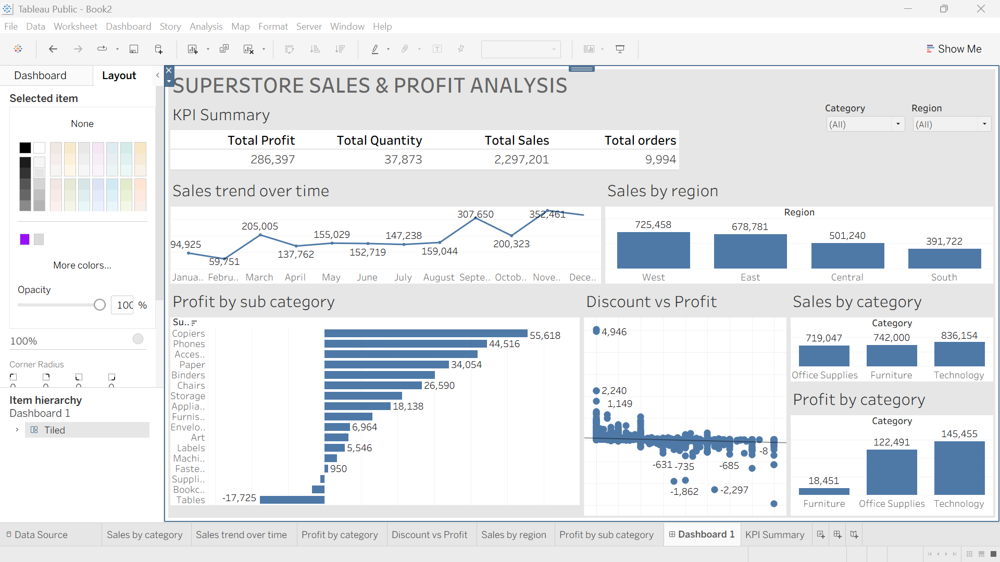 Tableau Public - Book2
File Data Worksheet Dashboard Story Analysis Map Format Server Window Help
Show Me
Dashboard Layout
Selected item
None
More colors...
Opacity
100 %
100%
Corner Radius
Item hierarchy
Dashboard 1
Tiled
SUPERSTORE SALES & PROFIT ANALYSIS
KPI Summary
Category Region
(All) (All)
Total Profit Total Quantity Total Sales Total orders
286,397 37,873 2,297,201 9,994
Sales trend over time
94,925 59,751 205,005 137,762 155,029 152,719 147,238 159,044 307,650 200,323 352,461
Janua.. Febru.. March April May June July August Septe.. Octob.. Nove.. Dece..
Sales by region
Region
725,458 678,781 501,240 391,722
West East Central South
Profit by sub category
Su..
Copiers 55,618
Phones 44,516
Acces..
Paper 34,054
Binders
Chairs 26,590
Storage
Applia.. 18,138
Furnis..
Envelo.. 6,964
Art
Labels 5,546
Machi..
Faste.. 950
Suppli..
Bookc..
Tables -17,725
Discount vs Profit
4,946
2,240
1,149
-8
-631 -735 -685
-1,862 -2,297
Sales by category
Category
719,047 742,000 836,154
Office Supplies Furniture Technology
Profit by category
Category
18,451 122,491 145,455
Furniture Office Supplies Technology
Data Source Sales by category Sales trend over time Profit by category Discount vs Profit Sales by region Profit by sub category Dashboard 1 KPI Summary